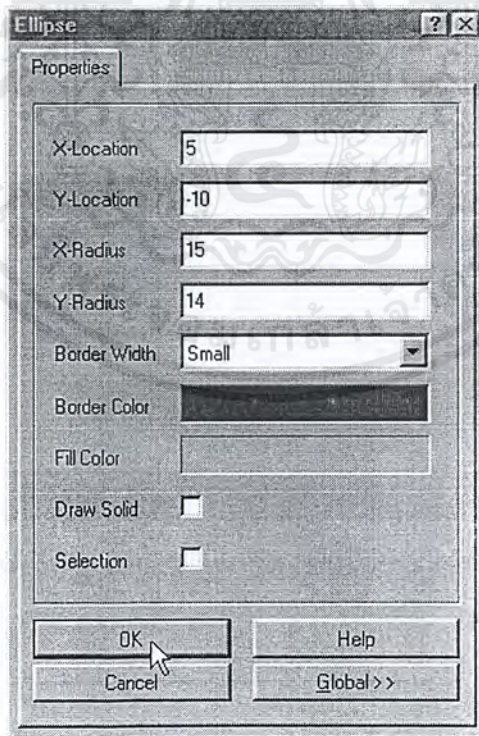 Ellipse
Properties
X-Location 5
Y-Location -10
X-Radius 15
Y-Radius 14
Border Width Small
Border Color
Fill Color
Draw Solid
Selection
OK Help
Cancel Global >>